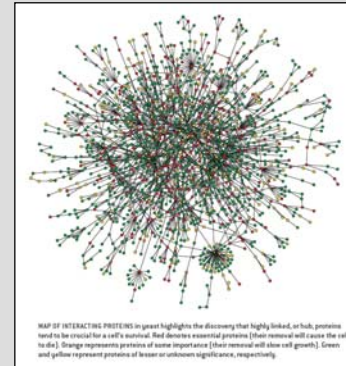 MAP OF INTERACTING PROTEINS in yeast highlights the discovery that highly linked, or hub, proteins
tend to be crucial for a cell's survival. Red denotes essential proteins (their removal will cause the cell
to die). Orange represents proteins of some importance (their removal will slow cell growth). Green
and yellow represent proteins of lesser or unknown significance, respectively.